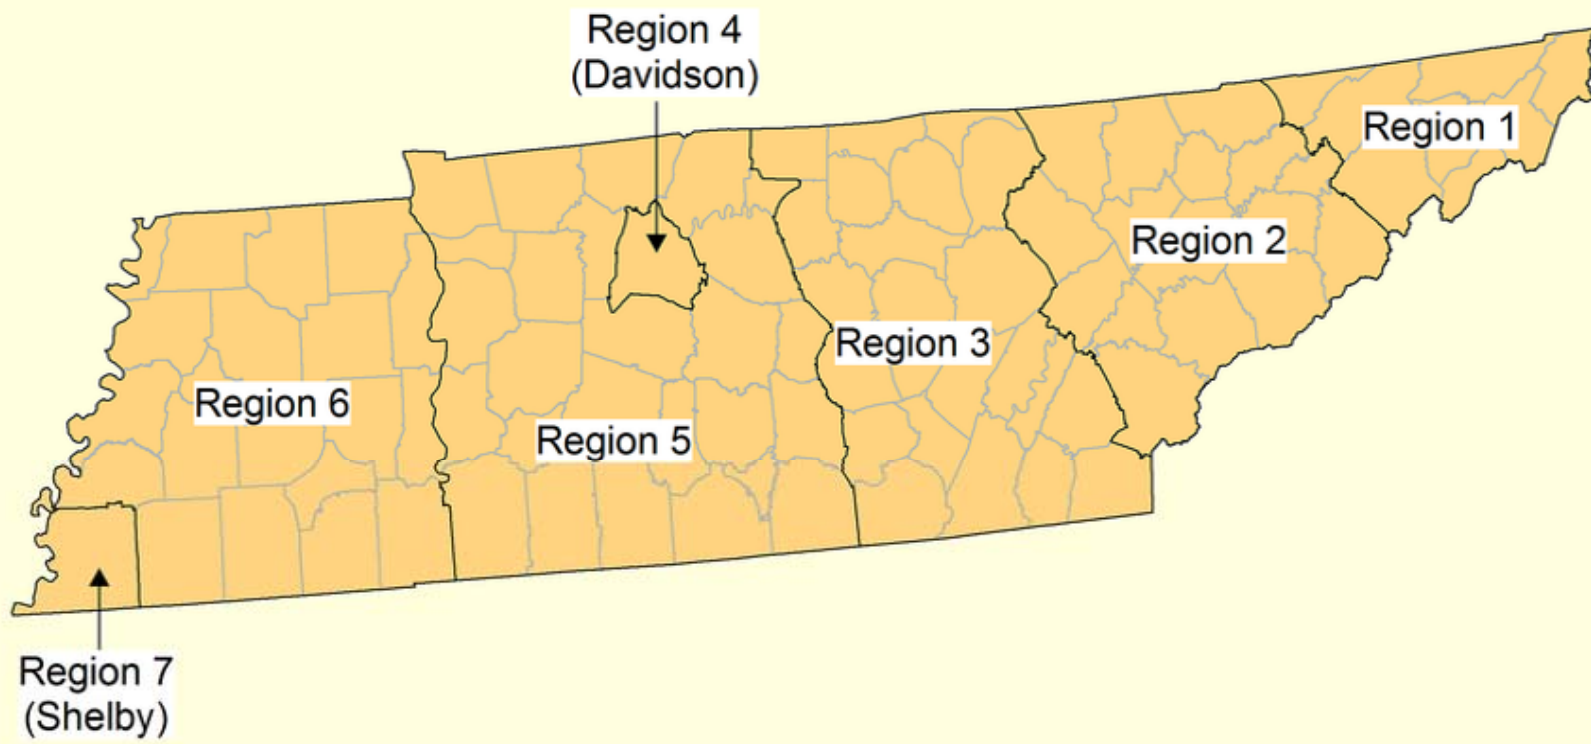 Region 4
(Davidson)
Region 1
Region 2
Region 3
Region 6
Region 5
Region 7
(Shelby)